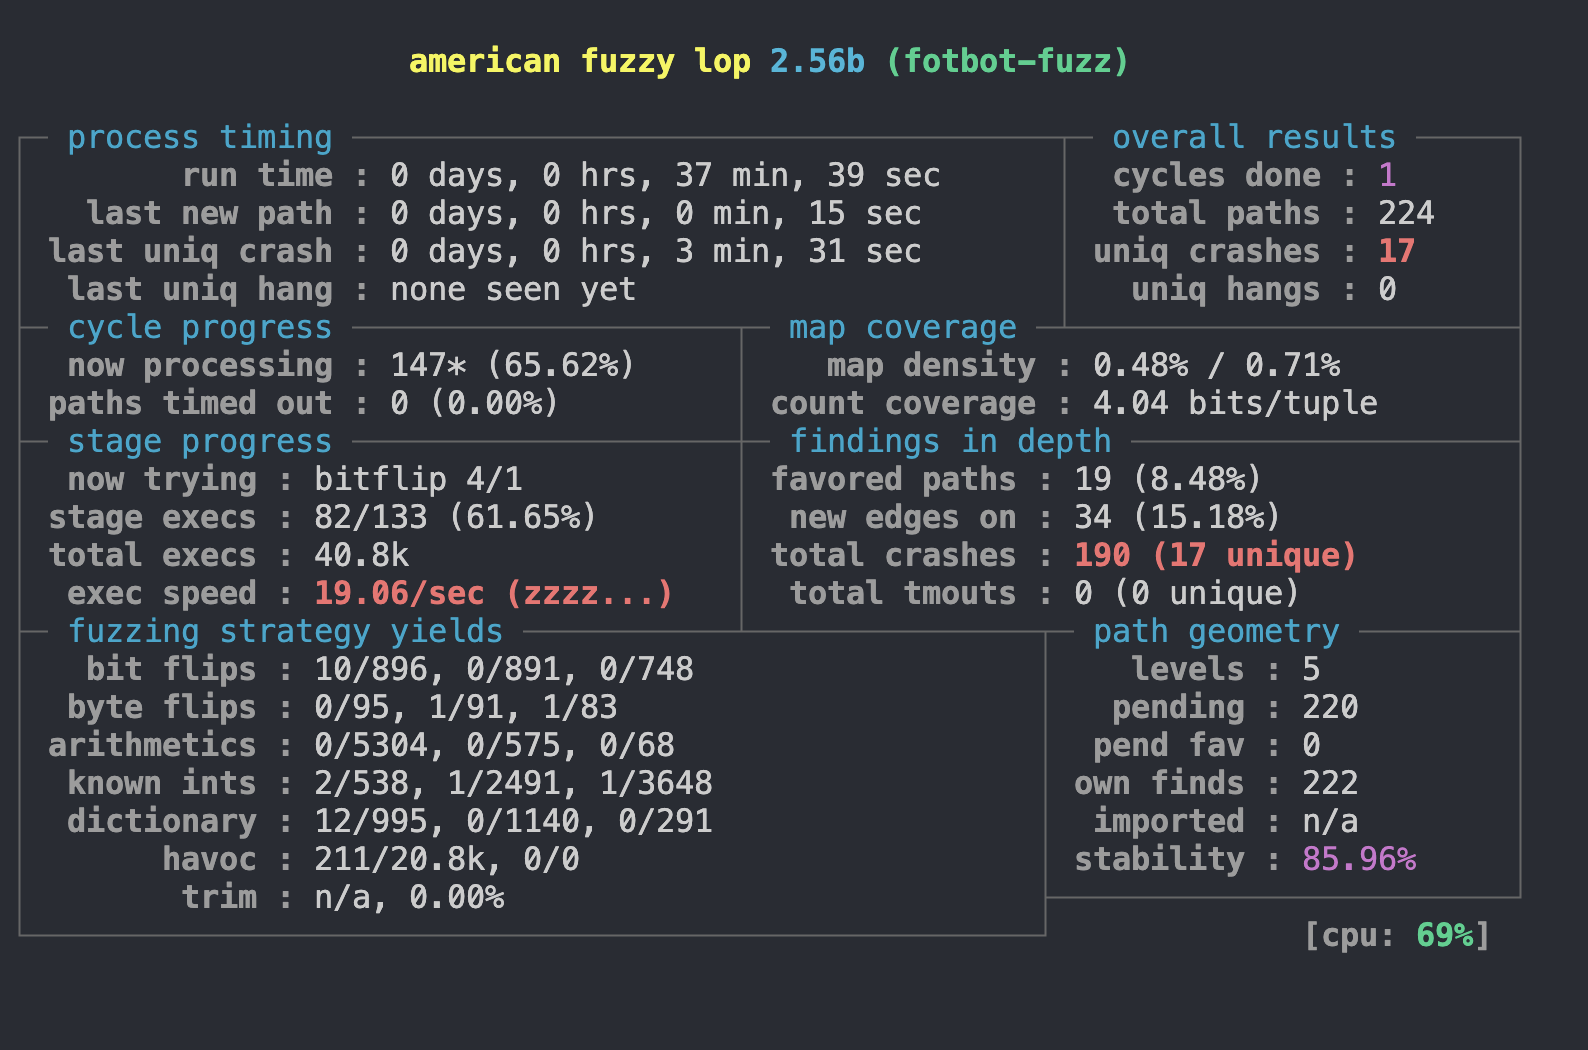 american fuzzy lop 2.56b (fotbot-fuzz)
process timing
run time : 0 days, 0 hrs, 37 min, 39 sec
last new path : 0 days, 0 hrs, 0 min, 15 sec
last uniq crash : 0 days, 0 hrs, 3 min, 31 sec
last uniq hang : none seen yet
overall results
cycles done : 1
total paths : 224
uniq crashes : 17
uniq hangs : 0
cycle progress
now processing : 147* (65.62%)
paths timed out : 0 (0.00%)
map coverage
map density : 0.48% / 0.71%
count coverage : 4.04 bits/tuple
stage progress
now trying : bitflip 4/1
stage execs : 82/133 (61.65%)
total execs : 40.8k
exec speed : 19.06/sec (zzzz...)
findings in depth
favored paths : 19 (8.48%)
new edges on : 34 (15.18%)
total crashes : 190 (17 unique)
total tmouts : 0 (0 unique)
fuzzing strategy yields
bit flips : 10/896, 0/891, 0/748
byte flips : 0/95, 1/91, 1/83
arithmetics : 0/5304, 0/575, 0/68
known ints : 2/538, 1/2491, 1/3648
dictionary : 12/995, 0/1140, 0/291
havoc : 211/20.8k, 0/0
trim : n/a, 0.00%
path geometry
levels : 5
pending : 220
pend fav : 0
own finds : 222
imported : n/a
stability : 85.96%
[cpu: 69%]